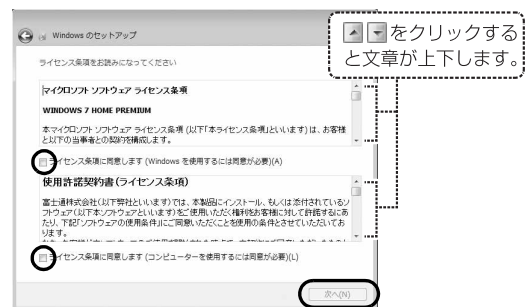 Windows のセットアップ
をクリックする
と文章が上下します。
ライセンス条項をお読みになってください
マイクロソフト ソフトウェア ライセンス条項
WINDOWS 7 HOME PREMIUM
本マイクロソフト ソフトウェア ライセンス条項 (以下「本ライセンス条項」といいます) は、お客様
と以下の当事者との契約を構成します。
ライセンス条項に同意します (Windows を使用するには同意が必要)(A)
使用許諾契約書(ライセンス条項)
富士通株式会社(以下弊社といいます)では、本製品にインストール、もしくは添付されているソ
フトウェア(以下本ソフトウェアといいます)をご使用いただく権利をお客様に対して許諾するにあ
たり、下記「ソフトウェアの使用条件」にご同意いただくことを使用の条件とさせていただいてお
ります。
ライセンス条項に同意します (コンピューターを使用するには同意が必要)(L)
次へ(N)